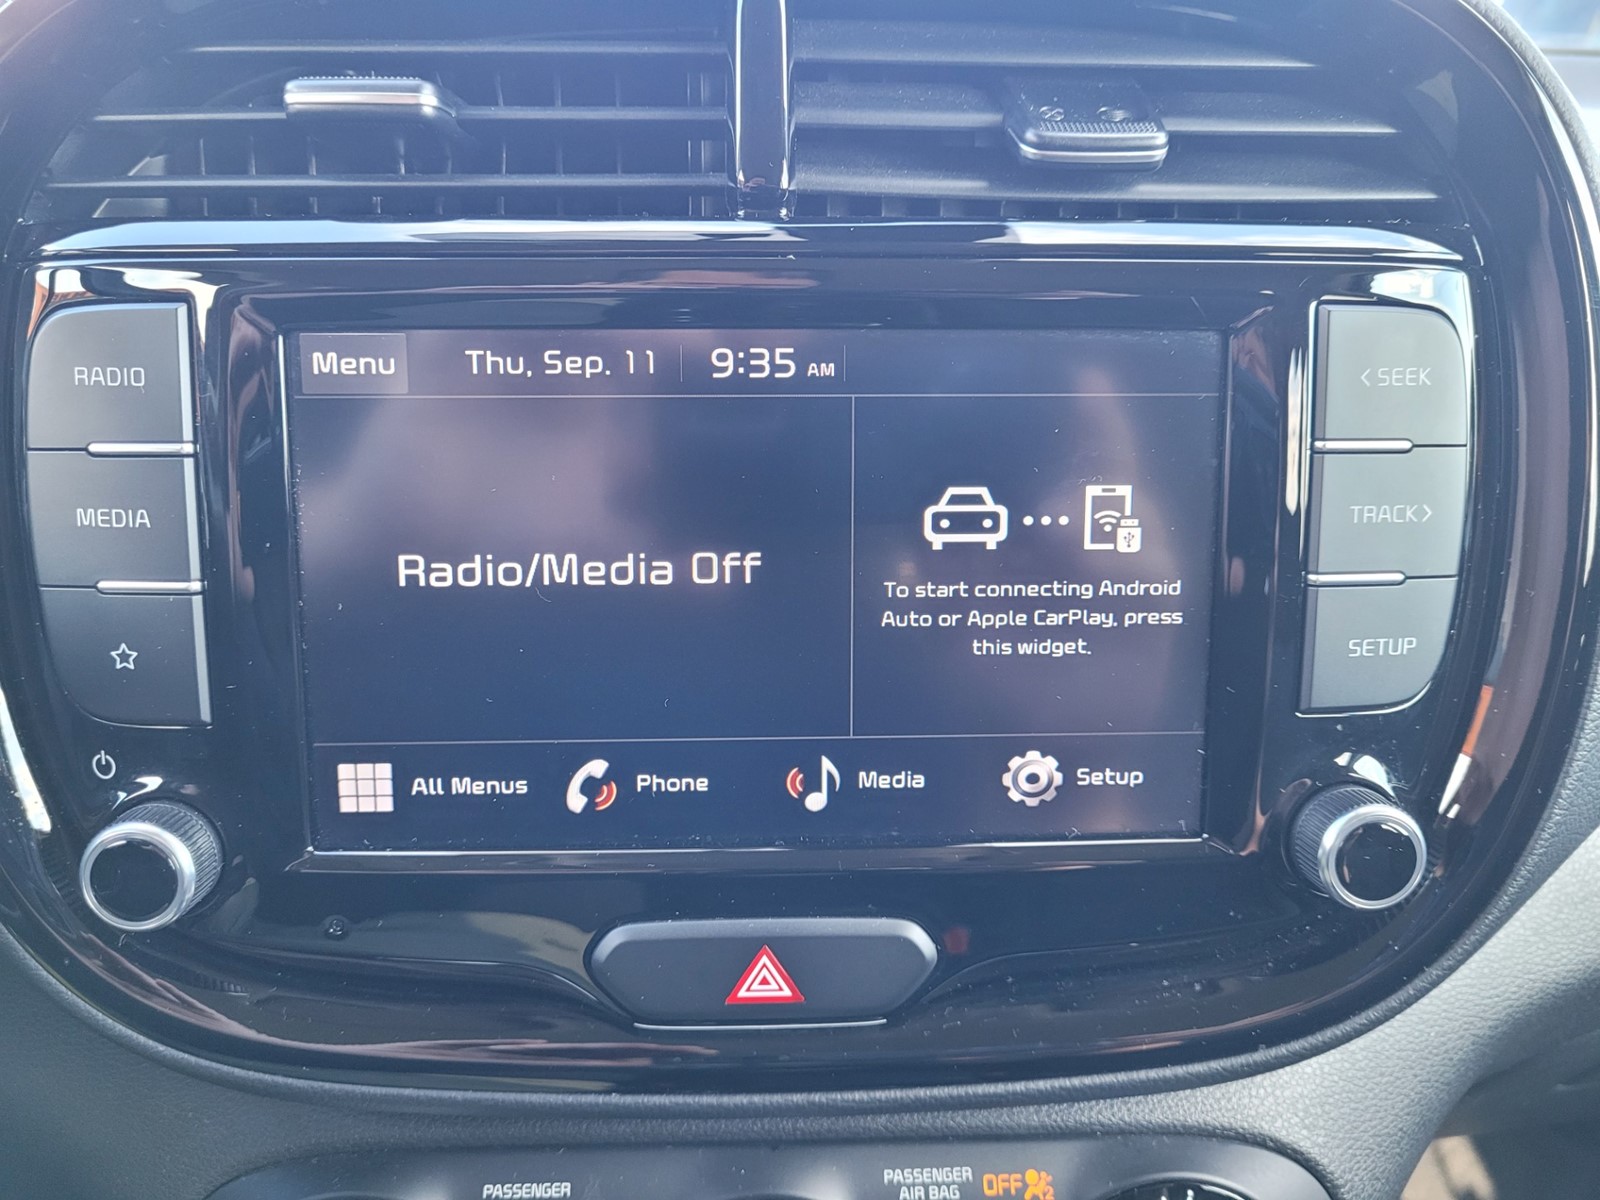 Menu
Thu, Sep. 11
9:35 AM
RADIO
MEDIA
< SEEK
TRACK >
SETUP
Radio/Media Off
To start connecting Android
Auto or Apple CarPlay, press
this widget.
All Menus
Phone
Media
Setup
PASSENGER
PASSENGER
AIR BAG
OFF
2